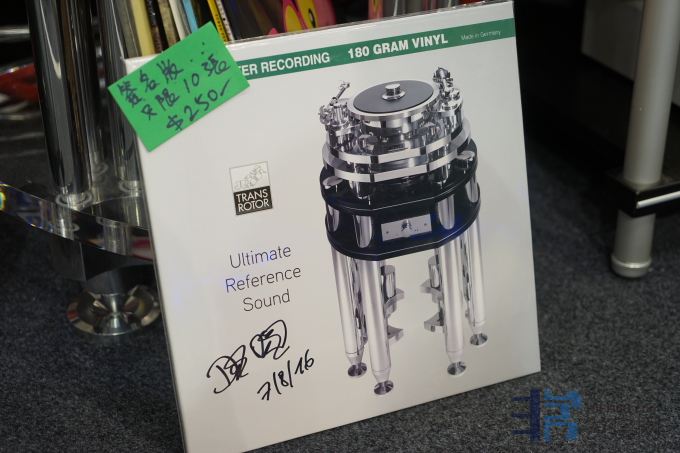 簽名版...
只限10張
$250-
TER RECORDING 180 GRAM VINYL
Made in Germany
TRANS
ROTOR
Ultimate
Reference
Sound
7/8/16